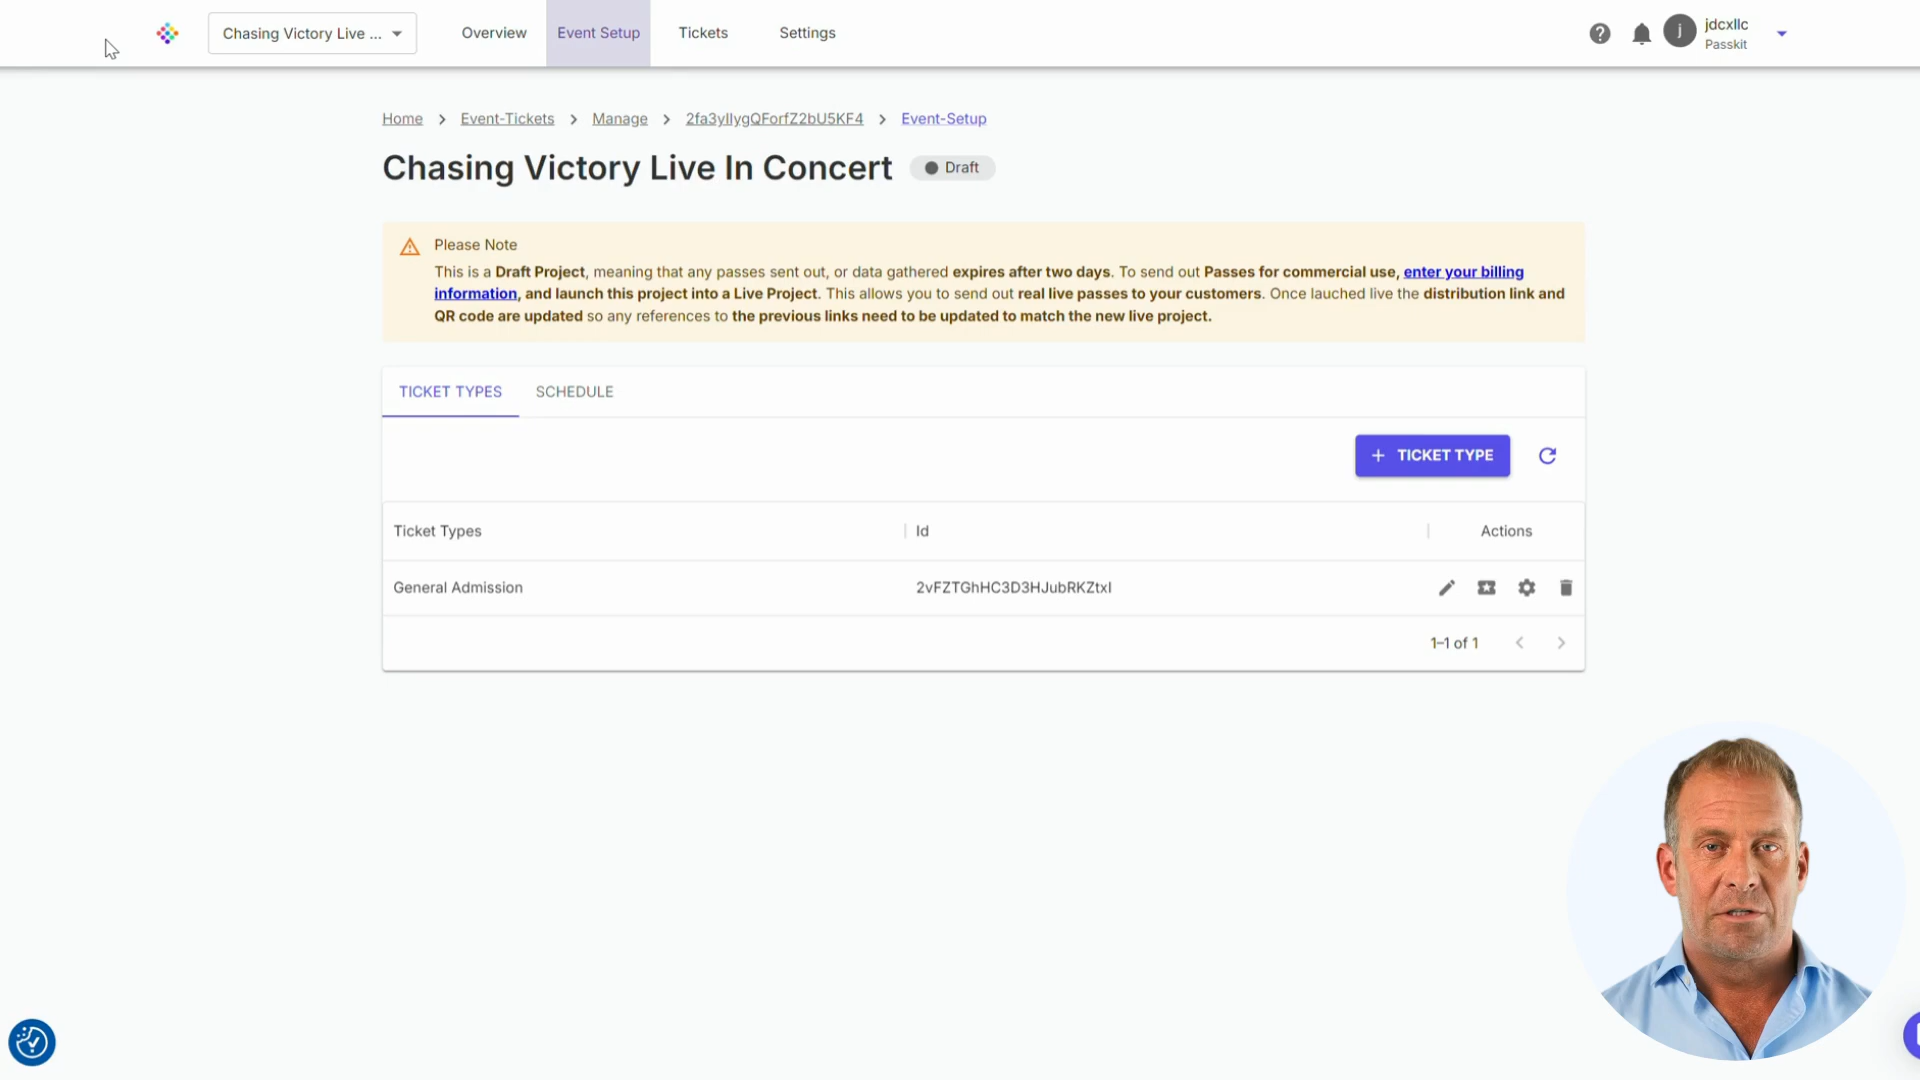 Chasing Victory Live ...
Overview
Event Setup
Tickets
Settings
j
jdcxllc
Passkit
Home > Event-Tickets > Manage > 2fa3yIIygQForfZ2bU5KF4 > Event-Setup
Chasing Victory Live In Concert
Draft
Please Note
This is a Draft Project, meaning that any passes sent out, or data gathered expires after two days. To send out Passes for commercial use, enter your billing
information, and launch this project into a Live Project. This allows you to send out real live passes to your customers. Once lauched live the distribution link and
QR code are updated so any references to the previous links need to be updated to match the new live project.
TICKET TYPES
SCHEDULE
+ TICKET TYPE
Ticket Types
Id
Actions
General Admission
2vFZTGhHC3D3HJubRKZtxI
1–1 of 1